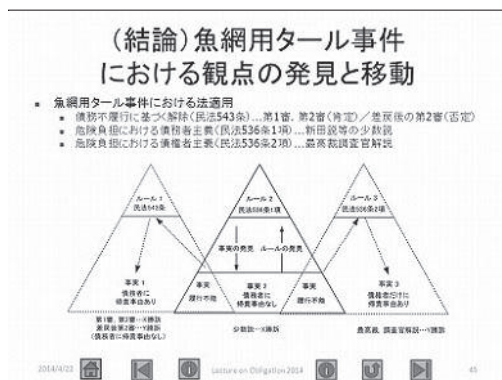 （結論）魚網用タール事件
における観点の発見と移動
魚網用タール事件における法適用
債務不履行に基づく解除（民法543条）…第1審，第2審（肯定）／差戻後の第2審（否定）
危険負担における債務者主義（民法536条1項）…新田説等の少数説
危険負担における債権者主義（民法536条2項）…最高裁調査官解説
ルール1
民法543条
ルール2
民法536条1項
ルール3
民法536条2項
事実の発見
ルールの発見
事実1
債務者に
帰責事由あり
事実
履行不能
事実2
債務者に
帰責事由なし
事実
履行不能
事実3
債権者だけに
帰責事由あり
第1審，第2審…X勝訴
差戻後第2審…Y勝訴
（債務者に帰責事由なし）
少数説…X勝訴
最高裁，調査官解説…Y勝訴
2014/4/22
Lecture on Obligation 2014
45